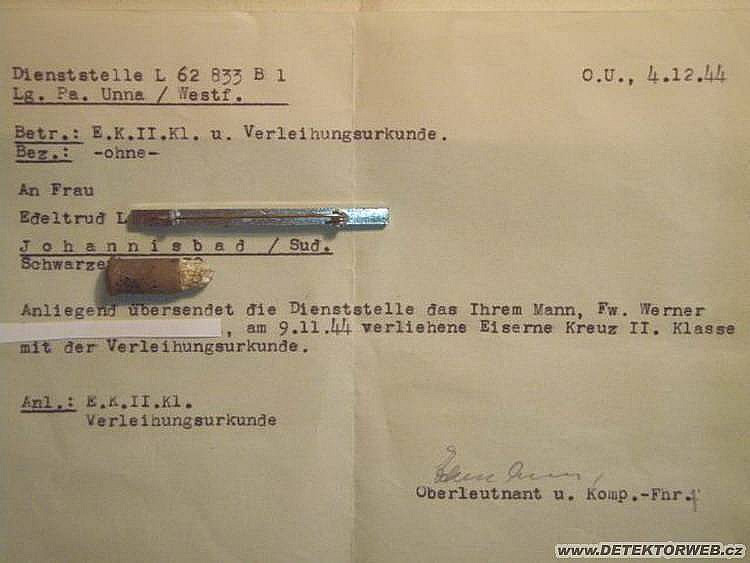 Dienststelle L 62 833 B 1
O.U., 4.12.44
Lg. Pa. Unna / Westf.
Betr.: E.K.II.Kl. u. Verleihungsurkunde.
Bez.: -ohne-
An Frau
Edeltrud L
Johannisbad / Sud.
Anliegend übersendet die Dienststelle das Ihrem Mann, Fw. Werner
, am 9.11.44 verliehene Eiserne Kreuz II. Klasse
mit der Verleihungsurkunde.
Anl.: E.K.II.Kl.
Verleihungsurkunde
Oberleutnant u. Komp.-Fhr.
www.DETEKTORWEB.cz